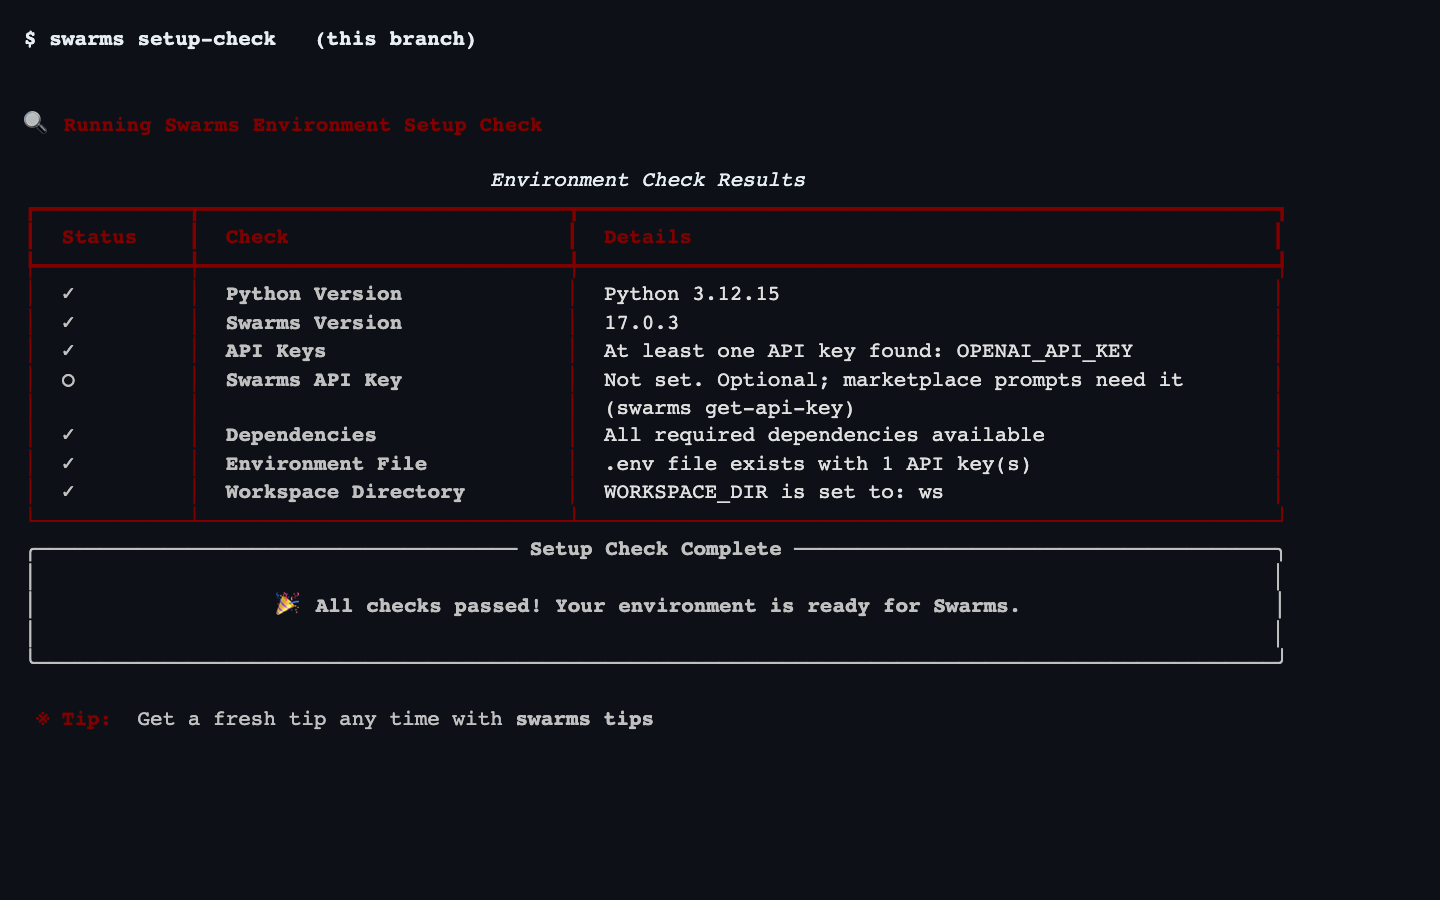 $ swarms setup-check   (this branch)
🔍 Running Swarms Environment Setup Check
Environment Check Results
Status   Check   Details
✓   Python Version   Python 3.12.15
✓   Swarms Version   17.0.3
✓   API Keys   At least one API key found: OPENAI_API_KEY
○   Swarms API Key   Not set. Optional; marketplace prompts need it
(swarms get-api-key)
✓   Dependencies   All required dependencies available
✓   Environment File   .env file exists with 1 API key(s)
✓   Workspace Directory   WORKSPACE_DIR is set to: ws
Setup Check Complete
🎉 All checks passed! Your environment is ready for Swarms.
※ Tip:  Get a fresh tip any time with swarms tips